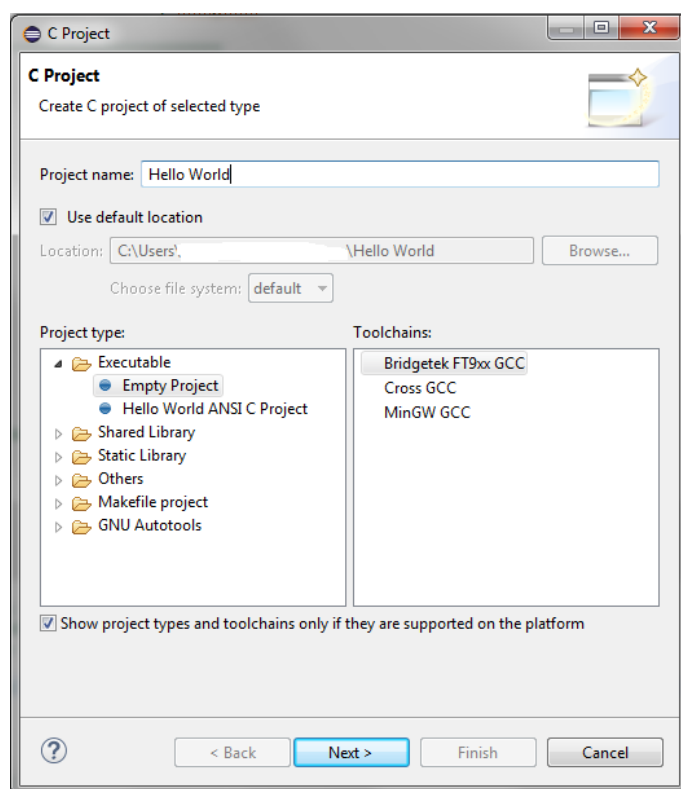 C Project
C Project
Create C project of selected type
Project name: Hello World
Use default location
Location: C:\Users\ \Hello World Browse...
Choose file system: default
Project type: Toolchains:
Executable Bridgetek FT9xx GCC
Empty Project Cross GCC
Hello World ANSI C Project MinGW GCC
Shared Library
Static Library
Others
Makefile project
GNU Autotools
Show project types and toolchains only if they are supported on the platform
? < Back Next > Finish Cancel